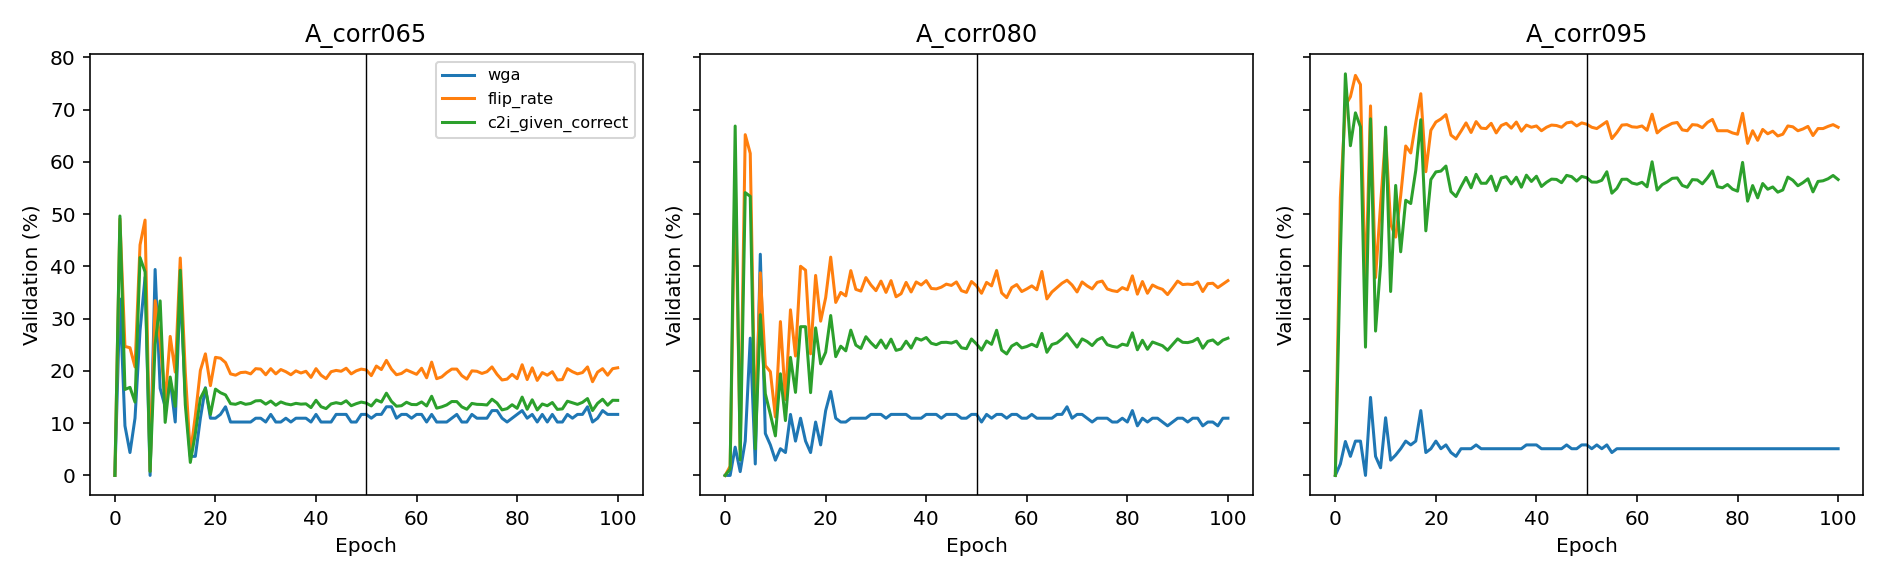 A_corr065
A_corr080
A_corr095
Validation (%)
80
70
60
50
40
30
20
10
0
wga
flip_rate
c2i_given_correct
0 20 40 60 80 100
Epoch
Validation (%)
0 20 40 60 80 100
Epoch
Validation (%)
0 20 40 60 80 100
Epoch